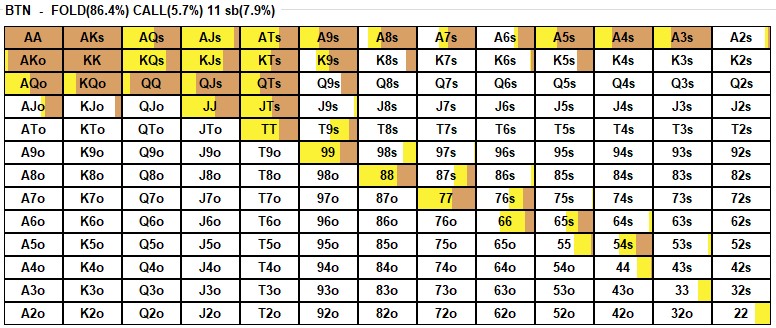 BTN - FOLD(86.4%) CALL(5.7%) 11 sb(7.9%)
AA AKs AQs AJs ATs A9s A8s A7s A6s A5s A4s A3s A2s
AKo KK KQs KJs KTs K9s K8s K7s K6s K5s K4s K3s K2s
AQo KQo QQ QJs QTs Q9s Q8s Q7s Q6s Q5s Q4s Q3s Q2s
AJo KJo QJo JJ JTs J9s J8s J7s J6s J5s J4s J3s J2s
ATo KTo QTo JTo TT T9s T8s T7s T6s T5s T4s T3s T2s
A9o K9o Q9o J9o T9o 99 98s 97s 96s 95s 94s 93s 92s
A8o K8o Q8o J8o T8o 98o 88 87s 86s 85s 84s 83s 82s
A7o K7o Q7o J7o T7o 97o 87o 77 76s 75s 74s 73s 72s
A6o K6o Q6o J6o T6o 96o 86o 76o 66 65s 64s 63s 62s
A5o K5o Q5o J5o T5o 95o 85o 75o 65o 55 54s 53s 52s
A4o K4o Q4o J4o T4o 94o 84o 74o 64o 54o 44 43s 42s
A3o K3o Q3o J3o T3o 93o 83o 73o 63o 53o 43o 33 32s
A2o K2o Q2o J2o T2o 92o 82o 72o 62o 52o 42o 32o 22